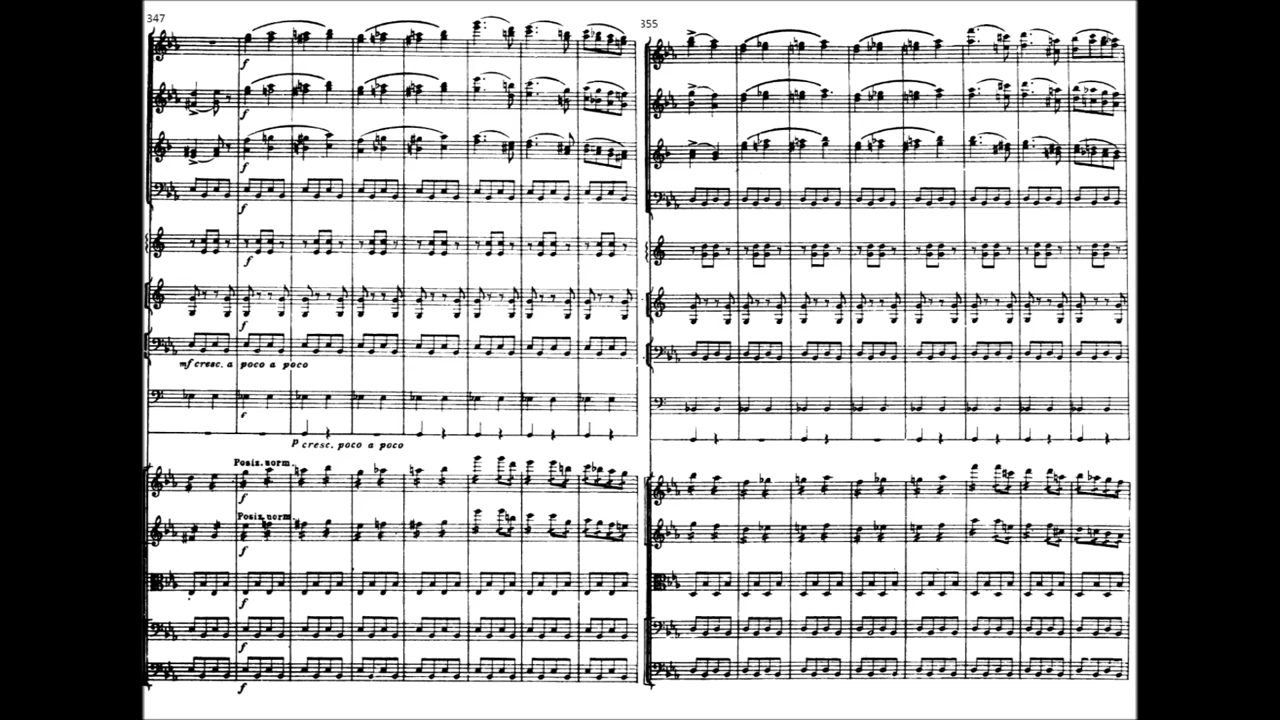 347
355
f
f
f
f
f
f
mf cresc. a poco a poco
f
P cresc. poco a poco
Posiz. norm.
f
Posiz. norm.
f
f
f
f